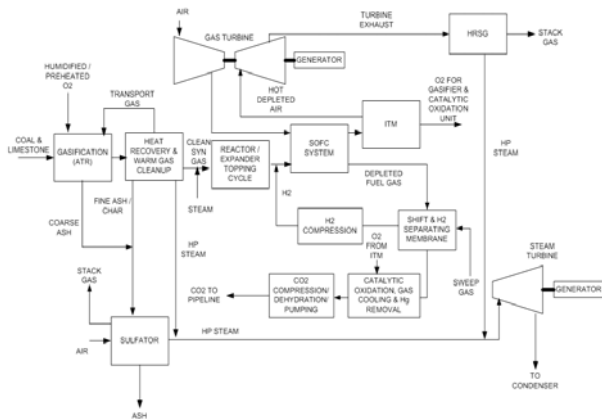 AIR
GAS TURBINE
TURBINE
EXHAUST
HRSG
STACK
GAS
GENERATOR
HUMIDIFIED /
PREHEATED
O2
TRANSPORT
GAS
HOT
DEPLETED
AIR
ITM
O2 FOR
GASIFIER &
CATALYTIC
OXIDATION
UNIT
COAL &
LIMESTONE
GASIFICATION
(ATR)
HEAT
RECOVERY &
WARM GAS
CLEANUP
CLEAN
SYN
GAS
REACTOR /
EXPANDER
TOPPING
CYCLE
SOFC
SYSTEM
HP
STEAM
STEAM
H2
DEPLETED
FUEL GAS
FINE ASH /
CHAR
COARSE
ASH
HP
STEAM
H2
COMPRESSION
SHIFT & H2
SEPARATING
MEMBRANE
O2
FROM
ITM
STEAM
TURBINE
STACK
GAS
CO2 TO
PIPELINE
CO2
COMPRESSION/
DEHYDRATION/
PUMPING
CATALYTIC
OXIDATION, GAS
COOLING & Hg
REMOVAL
SWEEP
GAS
GENERATOR
AIR
SULFATOR
HP STEAM
TO
CONDENSER
ASH